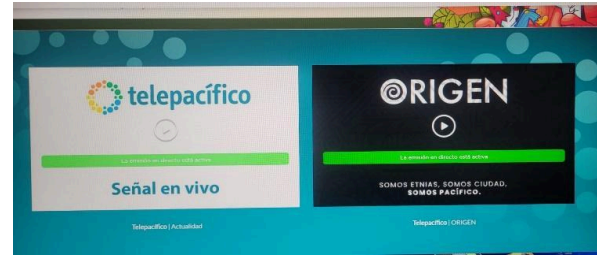 telepacífico
La emisión en directo está activa
Señal en vivo
Telepacífico | Actualidad
ORIGEN
La emisión en directo está activa
SOMOS ETNIAS, SOMOS CIUDAD,
SOMOS PACÍFICO.
Telepacífico | ORIGEN